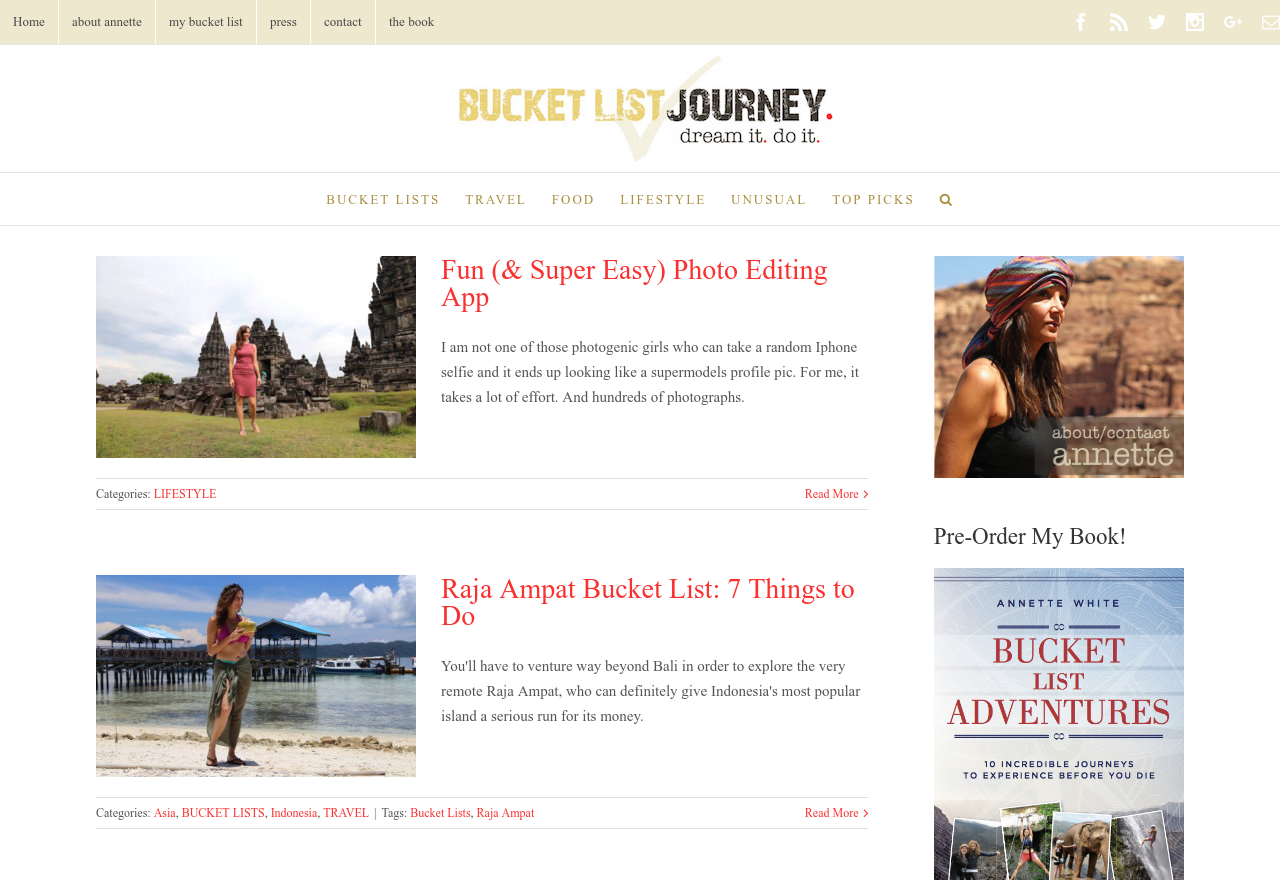 Home
about annette
my bucket list
press
contact
the book
BUCKET LIST JOURNEY.
dream it. do it.
BUCKET LISTS
TRAVEL
FOOD
LIFESTYLE
UNUSUAL
TOP PICKS
Fun (& Super Easy) Photo Editing
App
I am not one of those photogenic girls who can take a random Iphone
selfie and it ends up looking like a supermodels profile pic. For me, it
takes a lot of effort. And hundreds of photographs.
Categories: LIFESTYLE
Read More
Raja Ampat Bucket List: 7 Things to
Do
You'll have to venture way beyond Bali in order to explore the very
remote Raja Ampat, who can definitely give Indonesia's most popular
island a serious run for its money.
Categories: Asia, BUCKET LISTS, Indonesia, TRAVEL | Tags: Bucket Lists, Raja Ampat
Read More
about/contact
annette
Pre-Order My Book!
ANNETTE WHITE
BUCKET
LIST
ADVENTURES
10 INCREDIBLE JOURNEYS
TO EXPERIENCE BEFORE YOU DIE